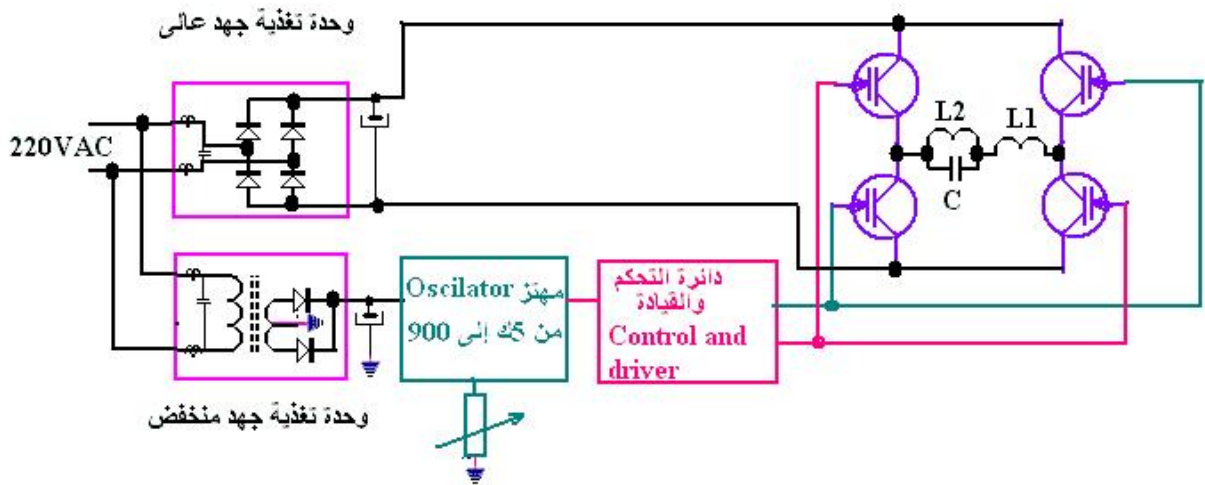 وحدة تغذية جهد عالى
220VAC
L2
L1
C
Oscilator مهتز
من 5ك إلى 900
دائرة التحكم
والقيادة
Control and
driver
وحدة تغذية جهد منخفض